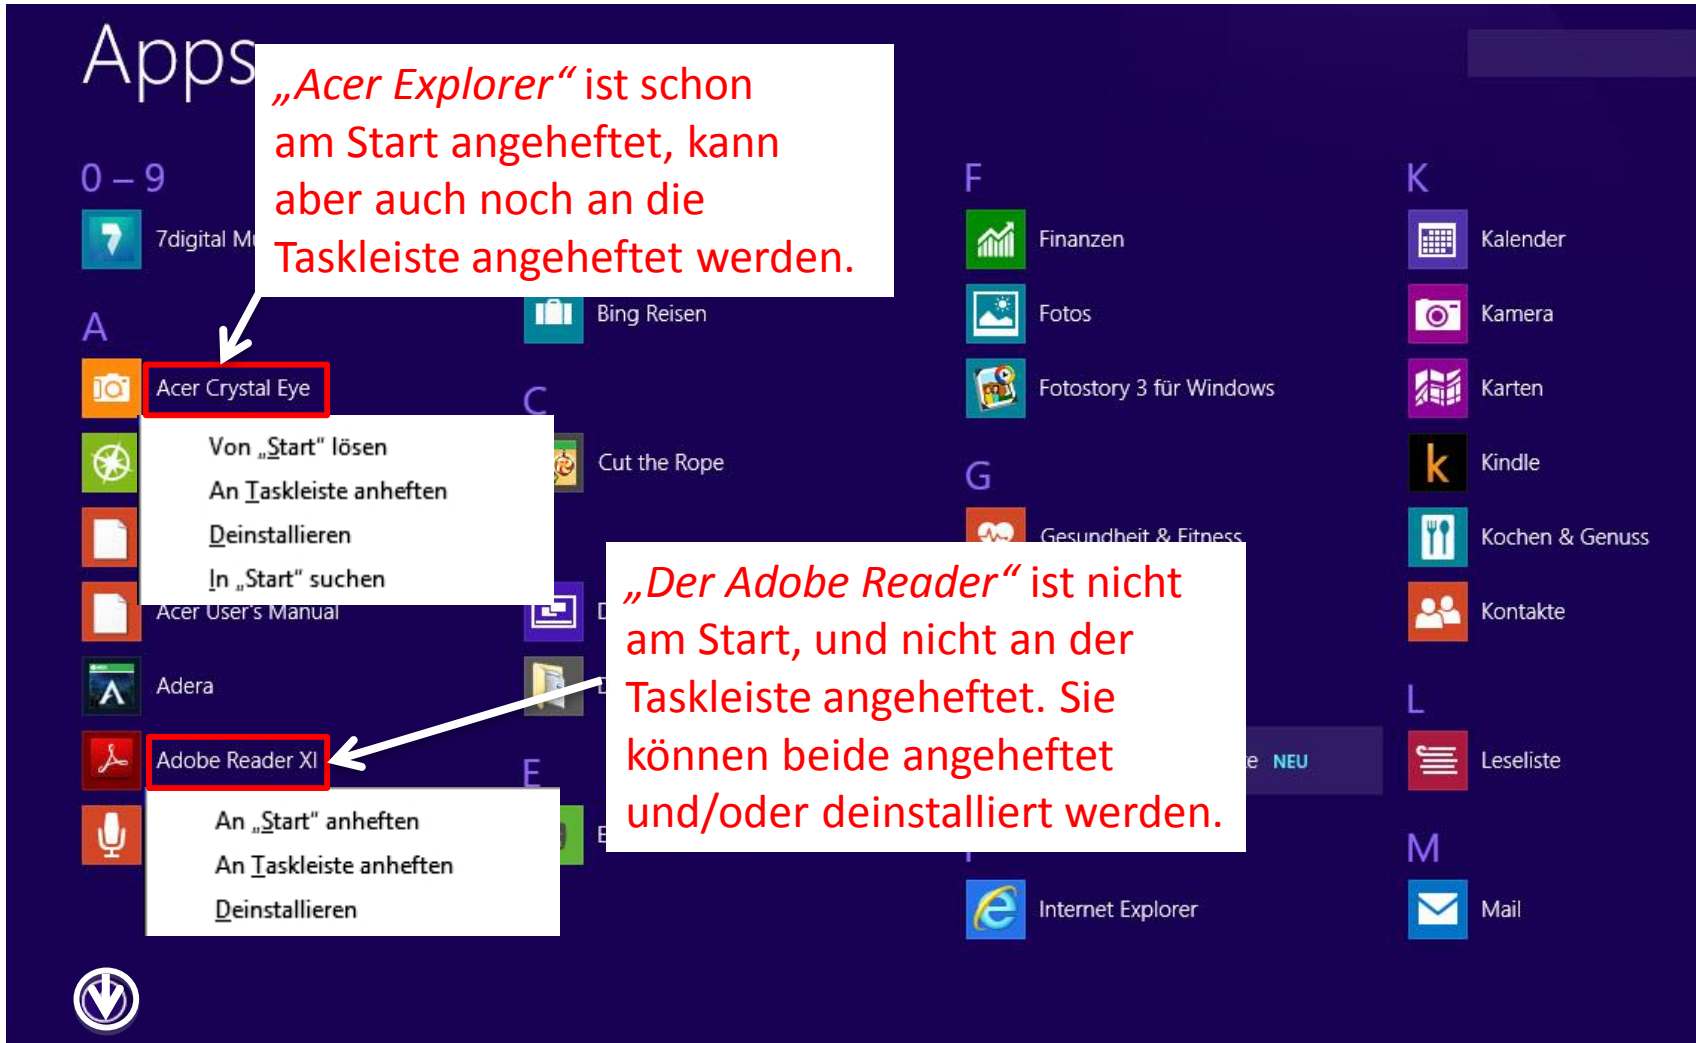 Apps
„Acer Explorer“ ist schon
am Start angeheftet, kann
aber auch noch an die
Taskleiste angeheftet werden.
0 – 9
7digital
A
Acer Crystal Eye
Von „Start“ lösen
An Taskleiste anheften
Deinstallieren
In „Start“ suchen
Acer User's Manual
Adera
Adobe Reader XI
An „Start“ anheften
An Taskleiste anheften
Deinstallieren
Bing Reisen
C
Cut the Rope
E
„Der Adobe Reader“ ist nicht
am Start, und nicht an der
Taskleiste angeheftet. Sie
können beide angeheftet
und/oder deinstalliert werden.
F
Finanzen
Fotos
Fotostory 3 für Windows
G
Gesundheit & Fitness
NEU
Internet Explorer
K
Kalender
Kamera
Karten
Kindle
Kochen & Genuss
Kontakte
L
Leseliste
M
Mail